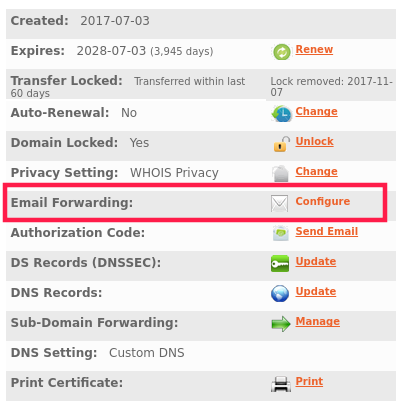 Created: 2017-07-03
Expires: 2028-07-03 (3,945 days) Renew
Transfer Locked: Transferred within last 60 days Lock removed: 2017-11-07
Auto-Renewal: No Change
Domain Locked: Yes Unlock
Privacy Setting: WHOIS Privacy Change
Email Forwarding: Configure
Authorization Code: Send Email
DS Records (DNSSEC): Update
DNS Records: Update
Sub-Domain Forwarding: Manage
DNS Setting: Custom DNS
Print Certificate: Print